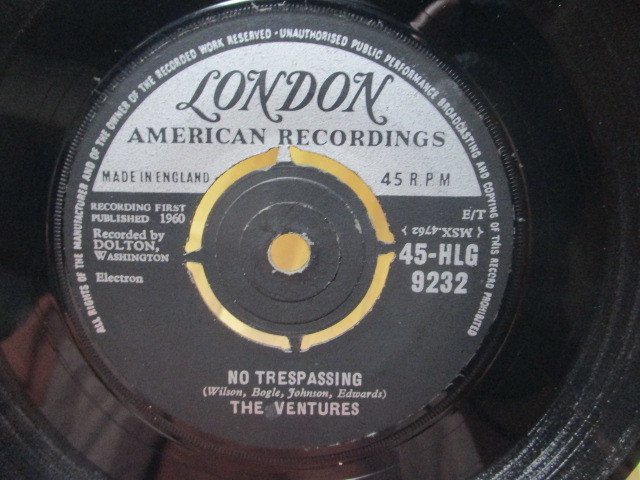 ALL RIGHTS OF THE MANUFACTURER AND OF THE OWNER OF THE RECORDED WORK RESERVED · UNAUTHORISED PUBLIC PERFORMANCE BROADCASTING AND COPYING OF THIS RECORD PROHIBITED
LONDON
AMERICAN RECORDINGS
MADE IN ENGLAND
45 R.P.M
RECORDING FIRST
PUBLISHED 1960
Recorded by
DOLTON,
WASHINGTON
Electron
E/T
MSX.4762
45-HLG
9232
NO TRESPASSING
(Wilson, Bogle, Johnson, Edwards)
THE VENTURES